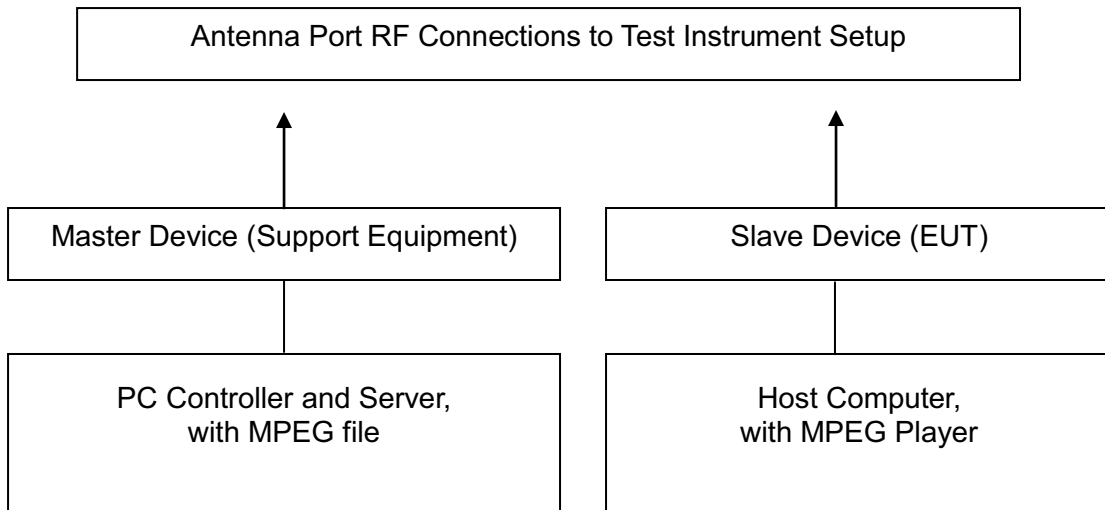 Antenna Port RF Connections to Test Instrument Setup
Master Device (Support Equipment)
Slave Device (EUT)
PC Controller and Server,
with MPEG file
Host Computer,
with MPEG Player